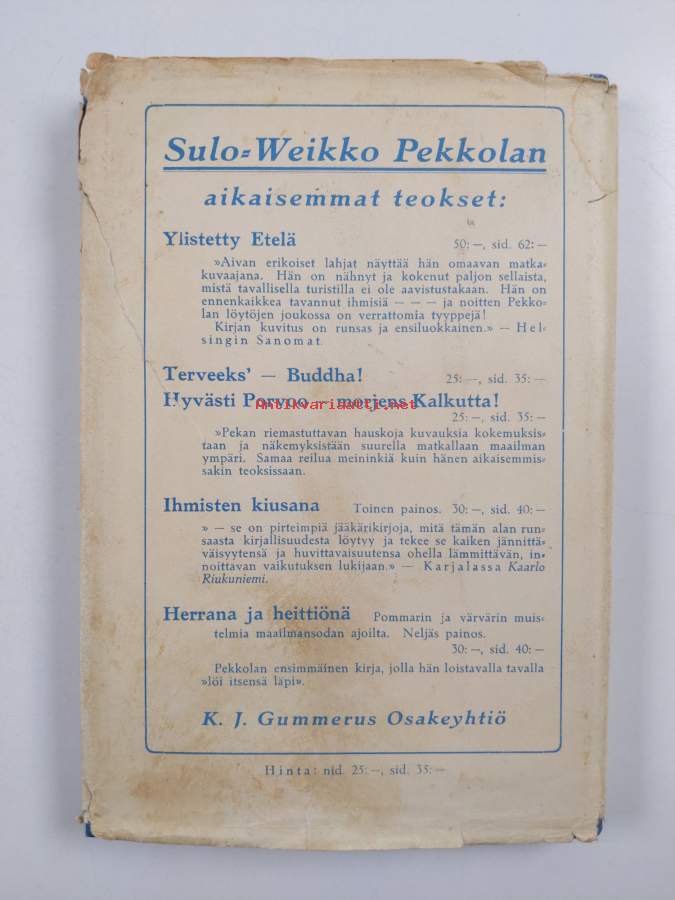 Sulo=Weikko Pekkolan
aikaisemmat teokset:
Ylistetty Etelä 50:—, sid. 62:—
»Aivan erikoiset lahjat näyttää hän omaavan matka=
kuvaajana. Hän on nähnyt ja kokenut paljon sellaista,
mistä tavallisella turistilla ei ole aavistustakaan. Hän on
ennenkaikkea tavannut ihmisiä — — — ja noitten Pekko=
lan löytöjen joukossa on verrattomia tyyppejä!
Kirjan kuvitus on runsas ja ensiluokkainen.» — Hel=
singin Sanomat
Terveeks' — Buddha! 25:—, sid. 35:—
Hyvästi Porvoo — morjens Kalkutta!
Antikvariaatti.net
25:—, sid. 35:—
»Pekan riemastuttavan hauskoja kuvauksia kokemuksis=
taan ja näkemyksistään suurella matkallaan maailman
ympäri. Samaa reilua meininkiä kuin hänen aikaisemmis=
sakin teoksissaan.
Ihmisten kiusana Toinen painos. 30:—, sid. 40:—
» — se on pirteimpiä jääkärikirjoja, mitä tämän alan run=
saasta kirjallisuudesta löytyy ja tekee se kaiken jännittä=
väisyytensä ja huvittavaisuutensa ohella lämmittävän, in=
noittavan vaikutuksen lukijaan.» — Karjalassa Kaarlo
Riukuniemi.
Herrana ja heittiönä Pommarin ja värvärin muis=
telmia maailmansodan ajoilta. Neljäs painos.
30:—, sid. 40:—
Pekkolan ensimmäinen kirja, jolla hän loistavalla tavalla
»löi itsensä läpi».
K. J. Gummerus Osakeyhtiö
Hinta: nid. 25:—, sid. 35:—